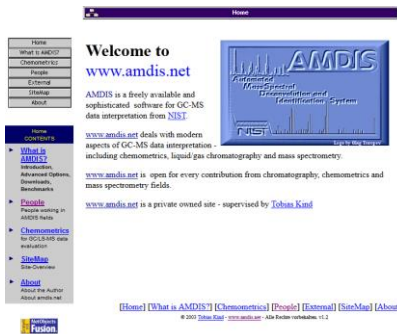 Home
Home
What is AMDIS?
Chemometrics
People
External
SiteMap
About
Home
CONTENTS
What is
AMDIS?
Introduction,
Advanced Options,
Downloads,
Benchmarks
People
People working in
AMDIS fields
Chemometrics
for GC/LS-MS data
evaluation
SiteMap
Site-Overview
About
About the Author
About amdis.net
NetObjects
Fusion
Welcome to
www.amdis.net
AMDIS is a freely available and
sophisticated software for GC-MS
data interpretation from NIST.
AMDIS
Automated
Mass Spectral
Deconvolution and
Identification System
NIST
www.amdis.net deals with modern
aspects of GC-MS data interpretation -
including chemometrics, liquid/gas chromatography and mass spectrometry.
www.amdis.net is open for every contribution from chromatography, chemometrics and
mass spectrometry fields.
www.amdis.net is a private owned site - supervised by Tobias Kind
[Home] [What is AMDIS?] [Chemometrics] [People] [External] [SiteMap] [About
© 2003 Tobias Kind - www.amdis.net - Alle Rechte vorbehalten. v1.2